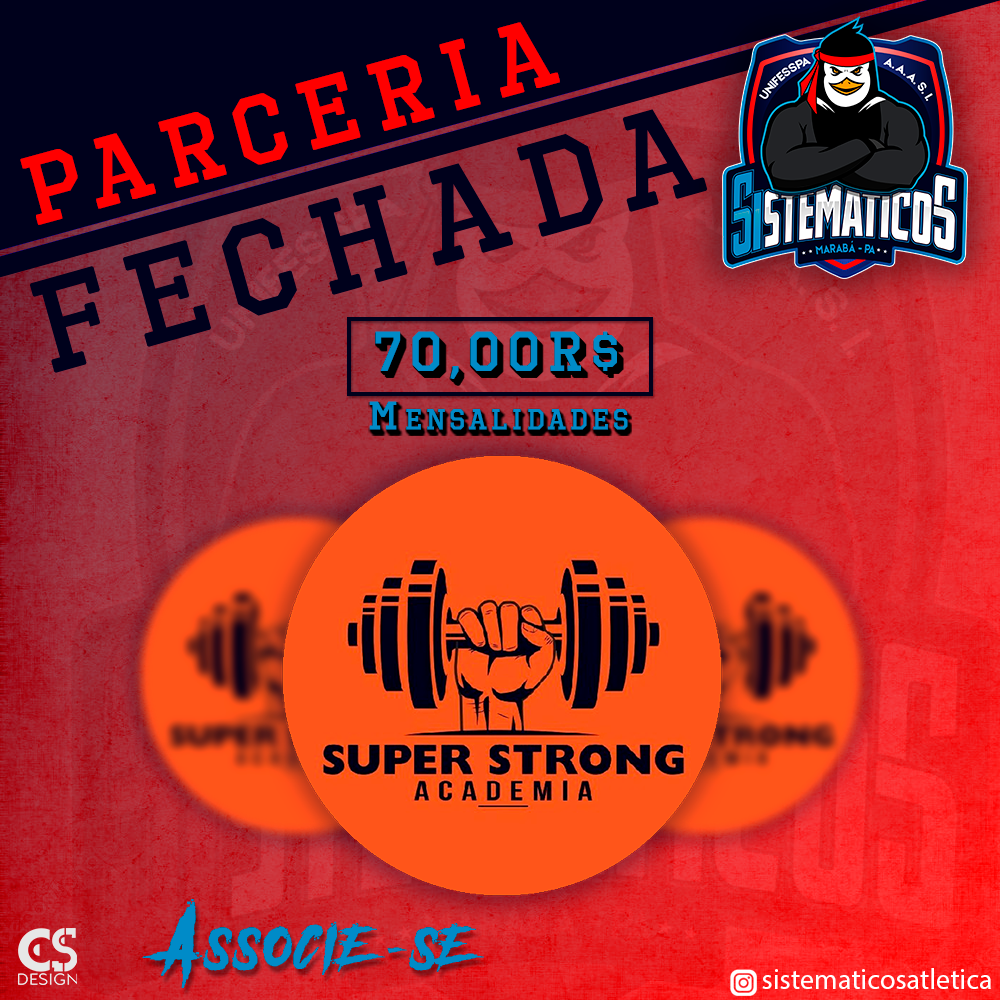 PARCERIA
FECHADA
UNIFESSPA
A.A.A.S.I.
SISTEMATICOS
MARABÁ - PA
70,00R$
MENSALIDADES
SUPER STRONG
ACADEMIA
ASSOCIE-SE
CS
DESIGN
sistematicosatletica